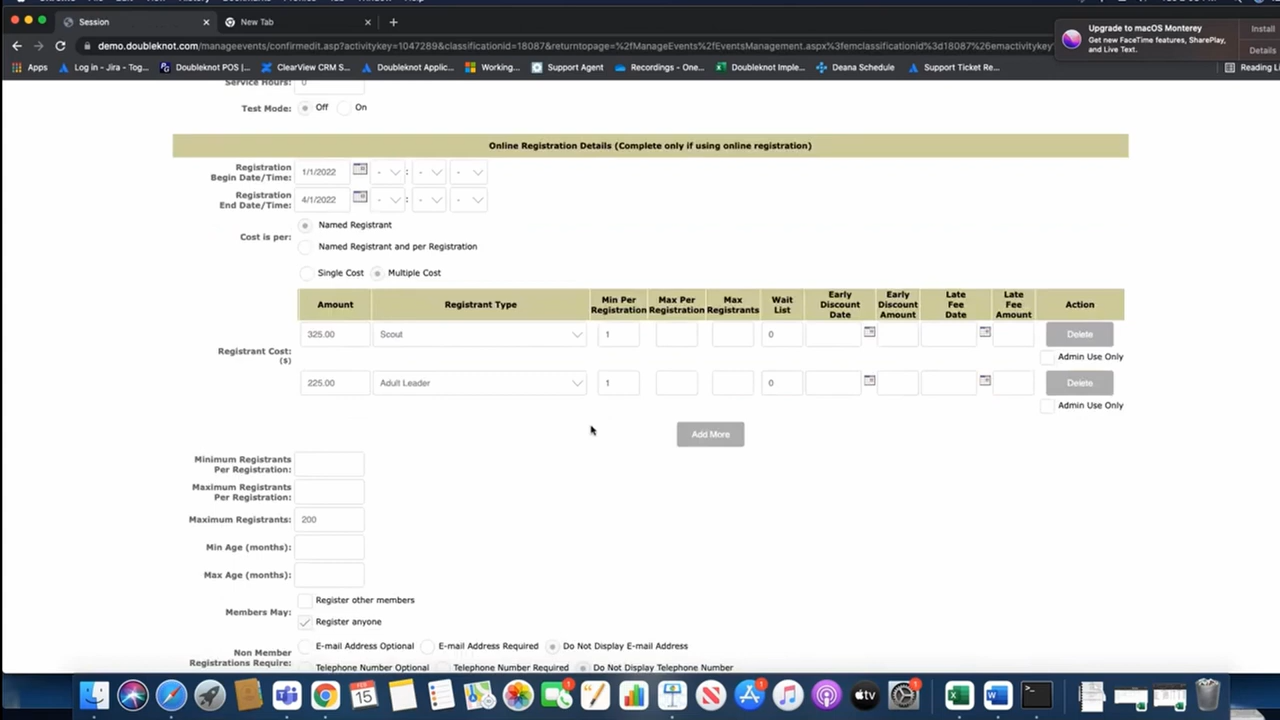 Session
New Tab
Upgrade to macOS Monterey
Get new FaceTime features, SharePlay, and Live Text.
Install
Details
demo.doubleknot.com/manageevents/confirmedit.asp?activitykey=1047289&classificationid=18087&returntopage=%2fManageEvents%2fEventsManagement.aspx%3femclassificationid%3d18087%26emactivitykey
Apps
Log in - Jira - Tog...
Doubleknot POS |...
ClearView CRM S...
Doubleknot Applic...
Working...
Support Agent
Recordings - One...
Doubleknot Imple...
Deana Schedule
Support Ticket Re...
Reading Li
Service Hours: 0
Test Mode: Off On
Online Registration Details (Complete only if using online registration)
Registration Begin Date/Time: 1/1/2022 - - : - -
Registration End Date/Time: 4/1/2022 - - : - -
Cost is per: Named Registrant
Named Registrant and per Registration
Single Cost Multiple Cost
Amount Registrant Type Min Per Registration Max Per Registration Max Registrants Wait List Early Discount Date Early Discount Amount Late Fee Date Late Fee Amount Action
325.00 Scout 1 0 Delete
Admin Use Only
Registrant Cost: ($)
225.00 Adult Leader 1 0 Delete
Admin Use Only
Add More
Minimum Registrants Per Registration:
Maximum Registrants Per Registration:
Maximum Registrants: 200
Min Age (months):
Max Age (months):
Members May: Register other members
Register anyone
Non Member Registrations Require: E-mail Address Optional E-mail Address Required Do Not Display E-mail Address
Telephone Number Optional Telephone Number Required Do Not Display Telephone Number
FEB
15
tv